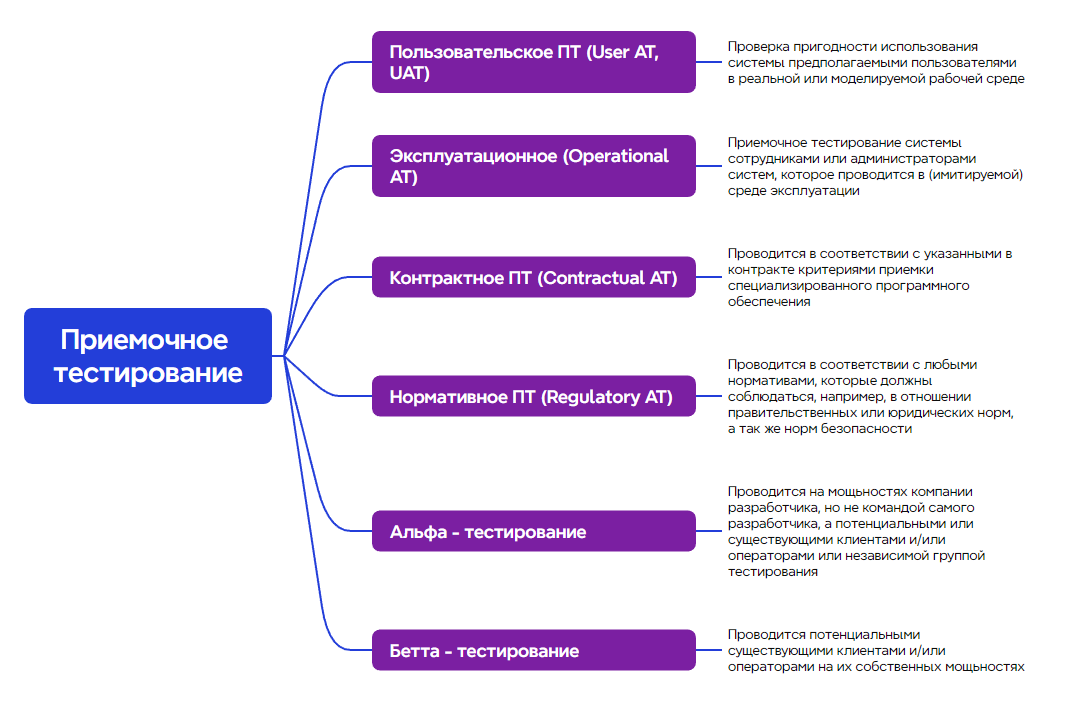 Пользовательское ПТ (User AT,
UAT)
Проверка пригодности использования
системы предполагаемыми пользователями
в реальной или моделируемой рабочей среде
Эксплуатационное (Operational
AT)
Приемочное тестирование системы
сотрудниками или администраторами
систем, которое проводится в (имитируемой)
среде эксплуатации
Контрактное ПТ (Contractual AT)
Проводится в соответствии с указанными в
контракте критериями приемки
специализированного программного
обеспечения
Приемочное
тестирование
Нормативное ПТ (Regulatory AT)
Проводится в соответствии с любыми
нормативами, которые должны
соблюдаться, например, в отношении
правительственных или юридических норм,
а так же норм безопасности
Альфа - тестирование
Проводится на мощьностях компании
разработчика, но не командой самого
разработчика, а потенциальными или
существующими клиентами и/или
операторами или независимой группой
тестирования
Бетта - тестирование
Проводится потенциальными
существующими клиентами и/или
операторами на их собственных мощьностях